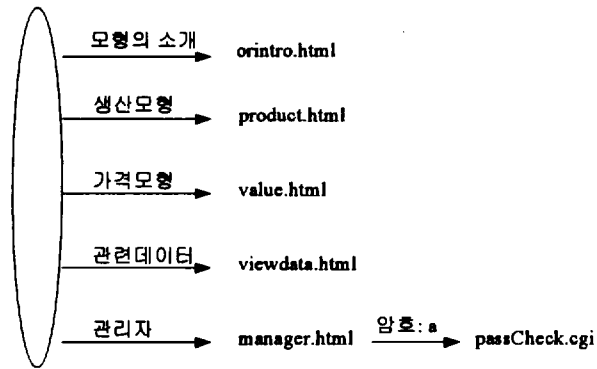 모형의 소개 orintro.html
생산모형 product.html
가격모형 value.html
관련데이터 viewdata.html
관리자 manager.html 암호: a passCheck.cgi